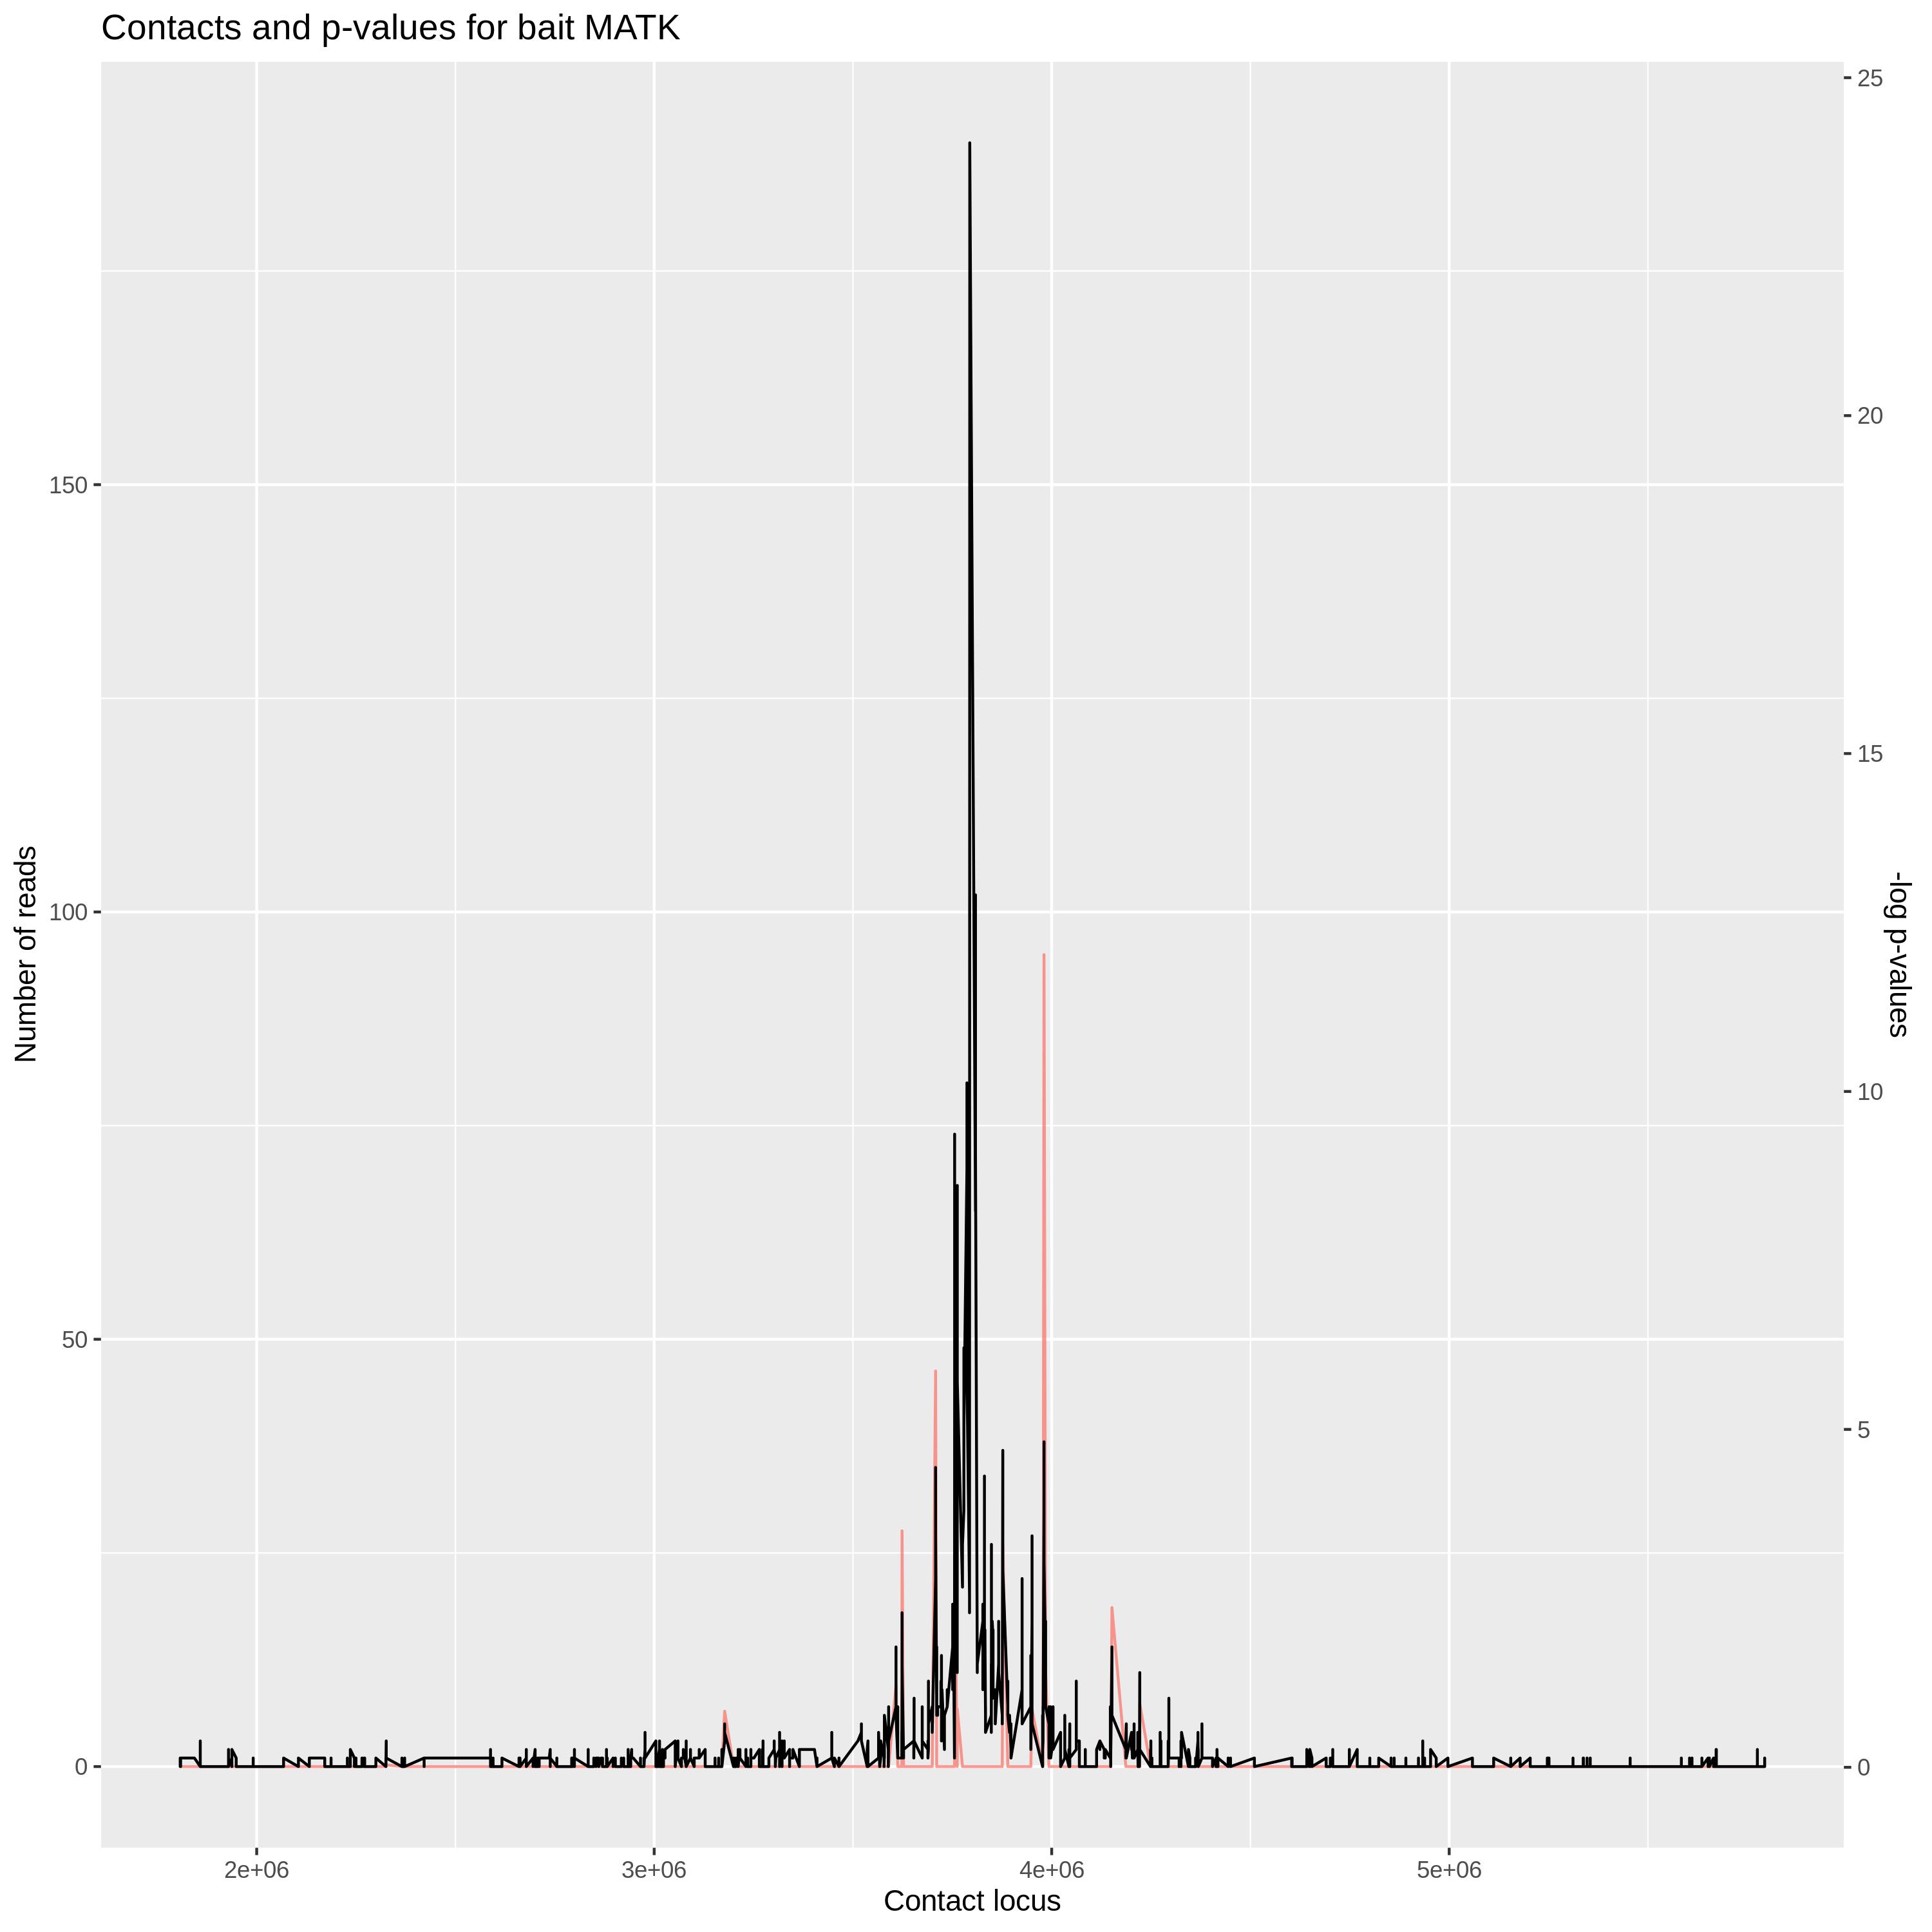 Contacts and p-values for bait MATK
Number of reads
150
100
50
0
25
20
15
10
5
0
-log p-values
2e+06 3e+06 4e+06 5e+06
Contact locus